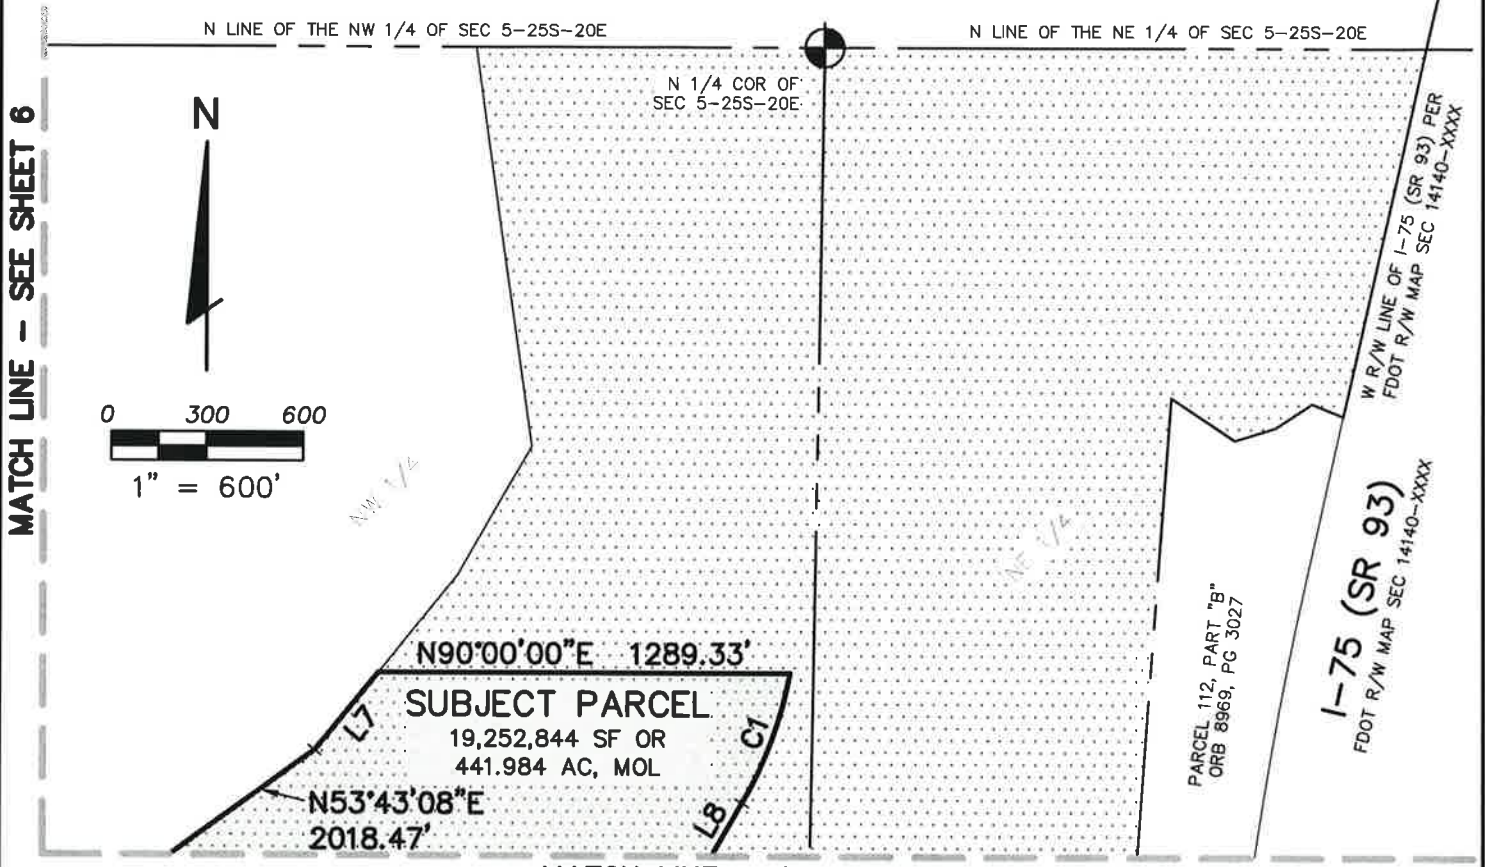 N LINE OF THE NW 1/4 OF SEC 5-25S-20E
N LINE OF THE NE 1/4 OF SEC 5-25S-20E
N 1/4 COR OF
SEC 5-25S-20E
MATCH LINE - SEE SHEET 6
N
0 300 600
1" = 600'
NW 1/4
NE 1/4
W R/W LINE OF I-75 (SR 93) PER
FDOT R/W MAP SEC 14140-XXXX
I-75 (SR 93)
FDOT R/W MAP SEC 14140-XXXX
PARCEL 112, PART "B"
ORB 8969, PG 3027
N90°00'00"E 1289.33'
SUBJECT PARCEL
19,252,844 SF OR
441.984 AC, MOL
L7
C1
L8
N53°43'08"E
2018.47'